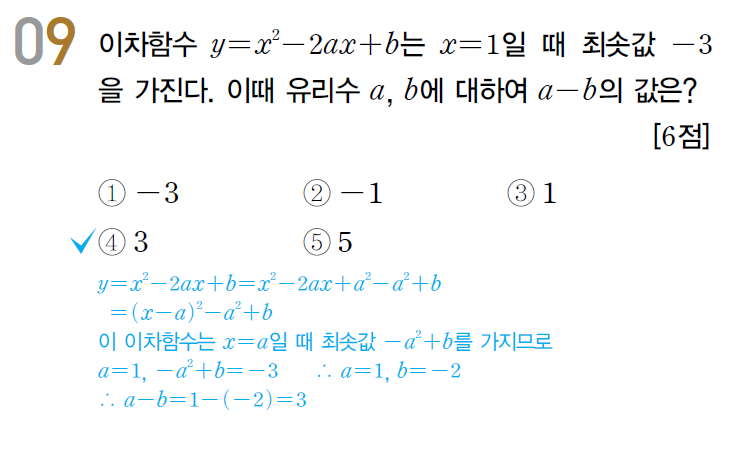 09 이차함수 y=x²-2ax+b는 x=1일 때 최솟값 -3
을 가진다. 이때 유리수 a, b에 대하여 a-b의 값은?
[6점]
① -3 ② -1 ③ 1
④ 3 ⑤ 5
y=x²-2ax+b=x²-2ax+a²-a²+b
=(x-a)²-a²+b
이 이차함수는 x=a일 때 최솟값 -a²+b를 가지므로
a=1, -a²+b=-3 ∴ a=1, b=-2
∴ a-b=1-(-2)=3